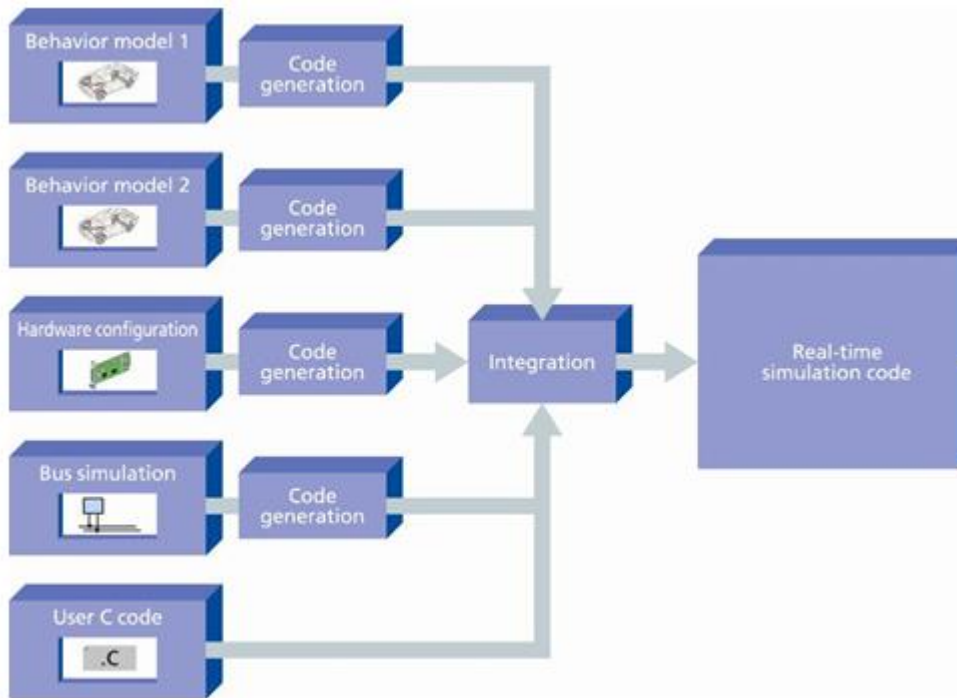 Behavior model 1
Code
generation
Behavior model 2
Code
generation
Hardware configuration
Code
generation
Integration
Real-time
simulation code
Bus simulation
Code
generation
User C code
.C